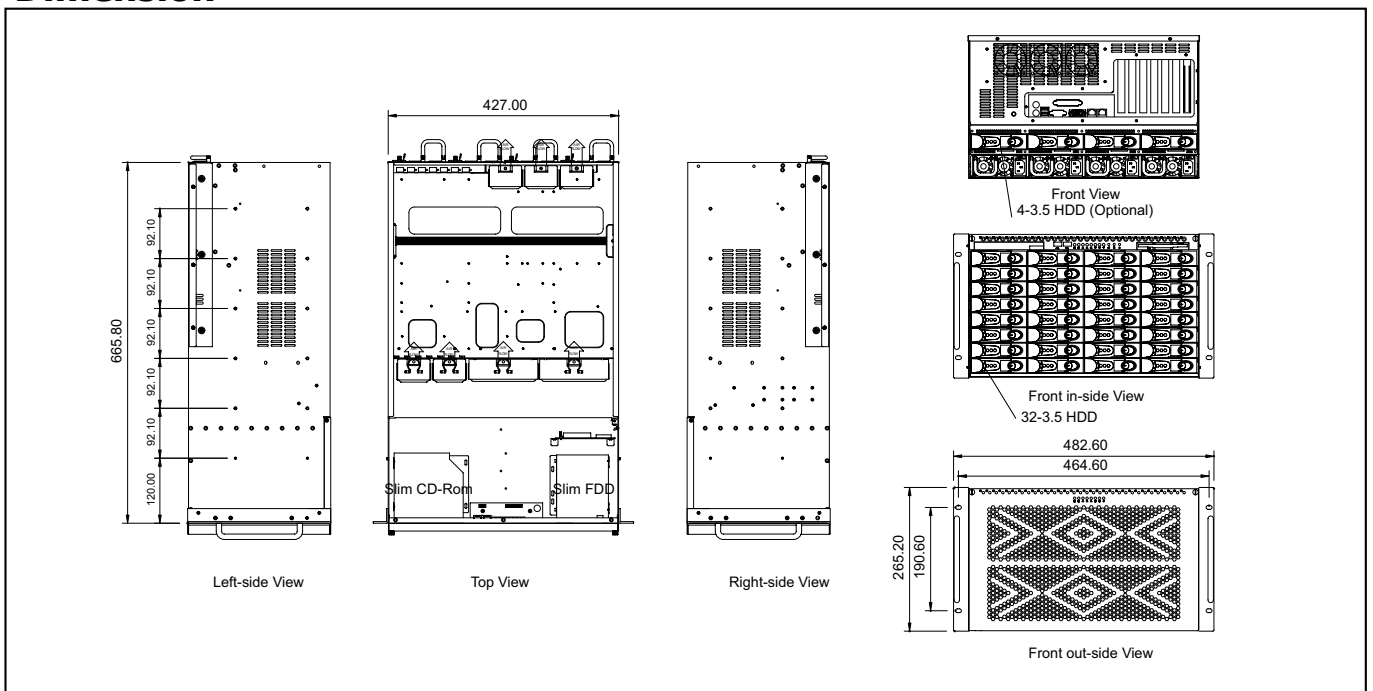 Dimension
427.00
665.80
92.10
92.10
92.10
92.10
92.10
120.00
Slim CD-Rom
Slim FDD
Left-side View
Top View
Right-side View
Front View
4-3.5 HDD (Optional)
Front in-side View
32-3.5 HDD
482.60
464.60
265.20
190.60
Front out-side View